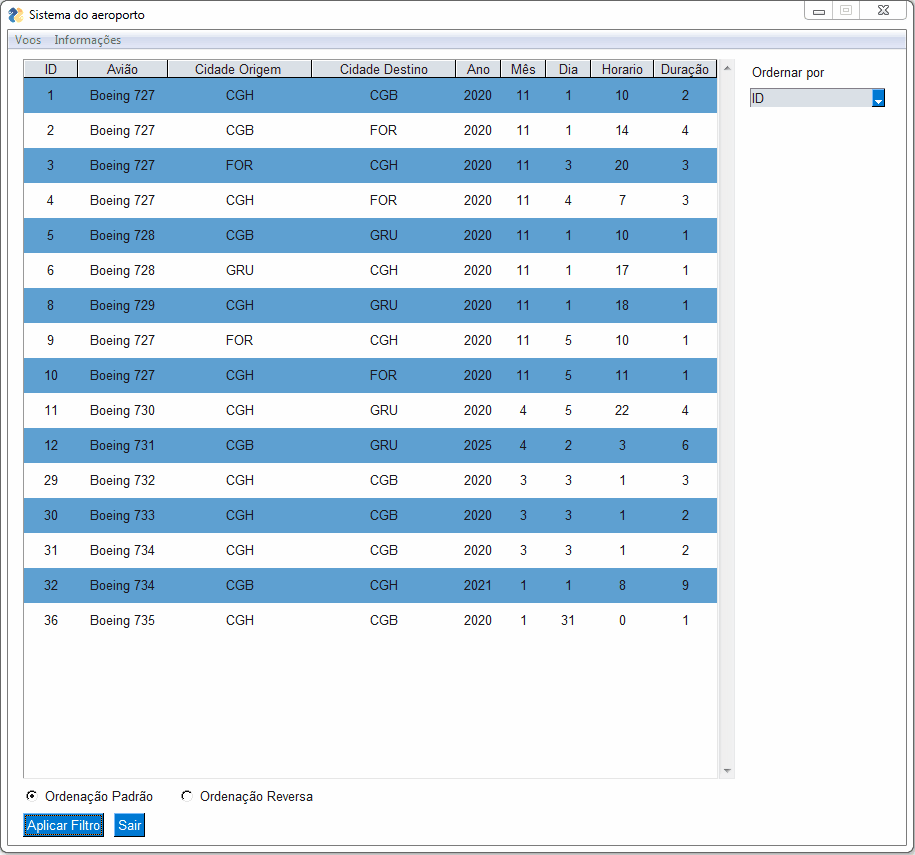 Sistema do aeroporto
Voos Informações
ID Avião Cidade Origem Cidade Destino Ano Mês Dia Horario Duração
Ordernar por
ID
1 Boeing 727 CGH CGB 2020 11 1 10 2
2 Boeing 727 CGB FOR 2020 11 1 14 4
3 Boeing 727 FOR CGH 2020 11 3 20 3
4 Boeing 727 CGH FOR 2020 11 4 7 3
5 Boeing 728 CGB GRU 2020 11 1 10 1
6 Boeing 728 GRU CGH 2020 11 1 17 1
8 Boeing 729 CGH GRU 2020 11 1 18 1
9 Boeing 727 FOR CGH 2020 11 5 10 1
10 Boeing 727 CGH FOR 2020 11 5 11 1
11 Boeing 730 CGH GRU 2020 4 5 22 4
12 Boeing 731 CGB GRU 2025 4 2 3 6
29 Boeing 732 CGH CGB 2020 3 3 1 3
30 Boeing 733 CGH CGB 2020 3 3 1 2
31 Boeing 734 CGH CGB 2020 3 3 1 2
32 Boeing 734 CGB CGH 2021 1 1 8 9
36 Boeing 735 CGH CGB 2020 1 31 0 1
Ordenação Padrão Ordenação Reversa
Aplicar Filtro Sair